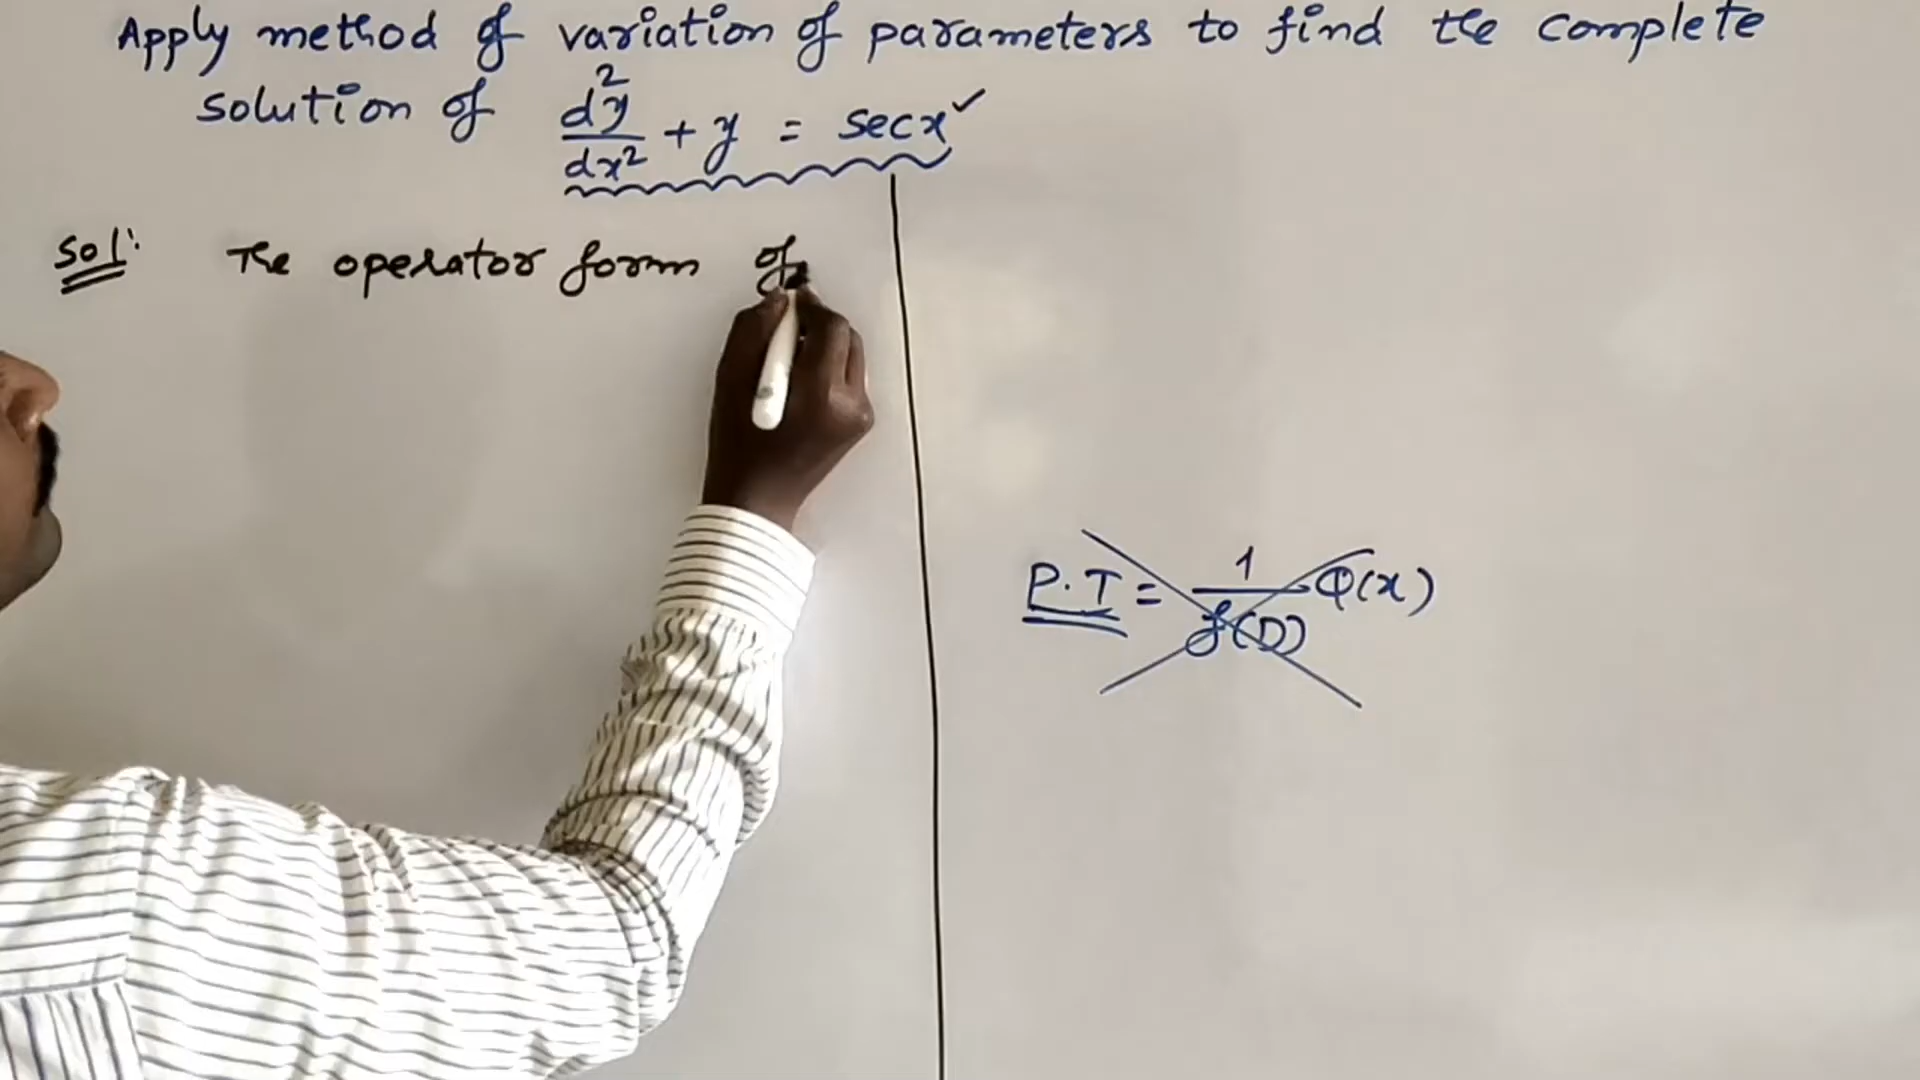 Apply method of variation of parameters to find the complete
solution of d²y/dx² + y = secx ✓
Sol: The operator form of
P.I = 1/f(D) Q(x)